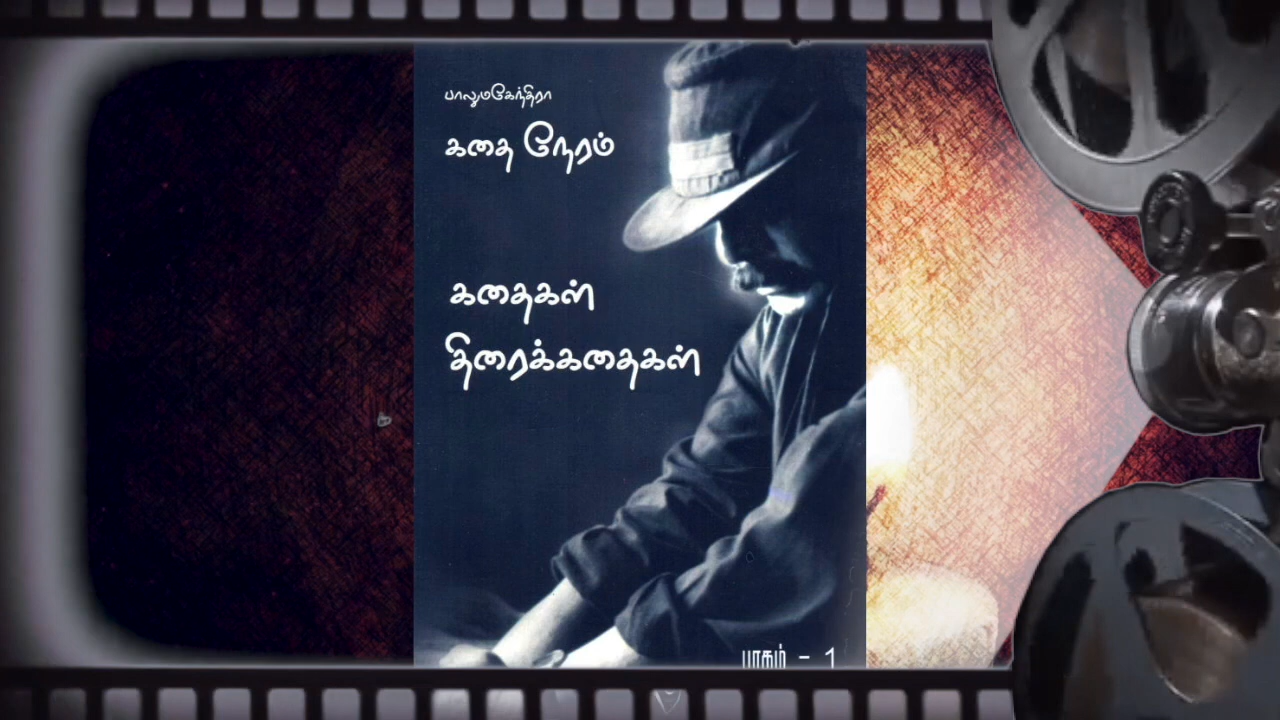 பாலுமகேந்திரா
கதை நேரம்
கதைகள்
திரைக்கதைகள்
பாகம் - 1